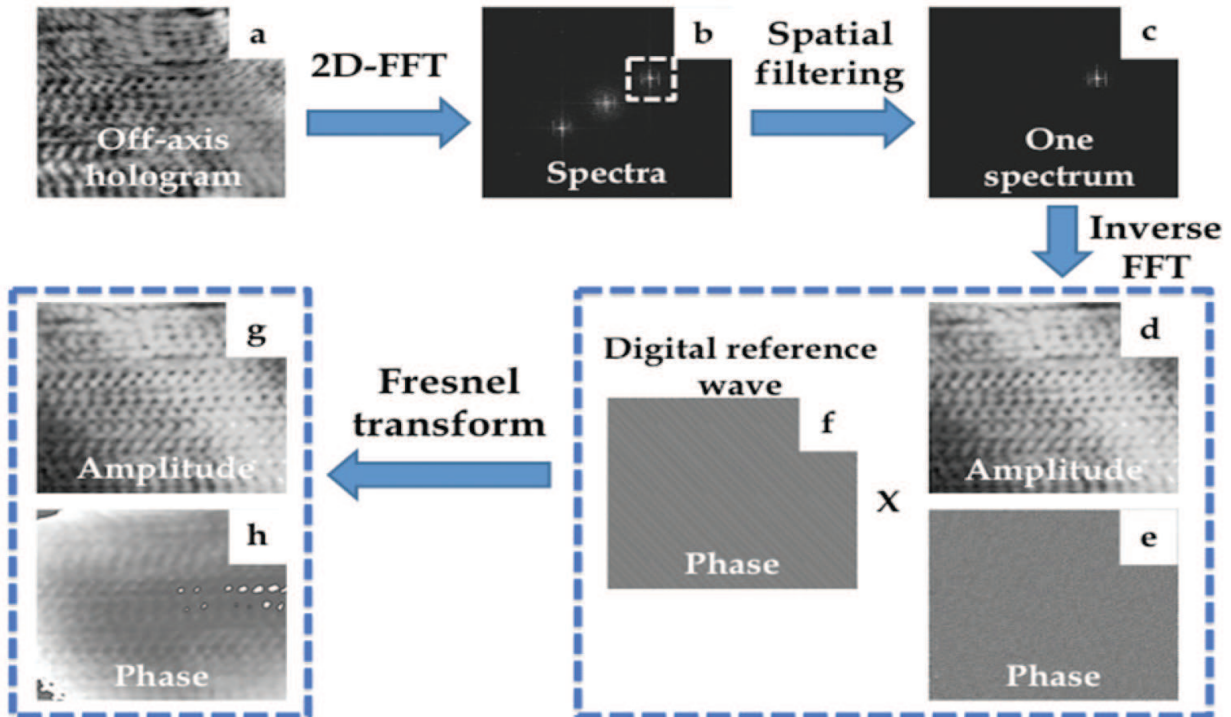 a
Off-axis
hologram
2D-FFT
b
Spectra
Spatial
filtering
c
One
spectrum
Inverse
FFT
d
Amplitude
e
Phase
X
Digital reference
wave
f
Phase
Fresnel
transform
g
Amplitude
h
Phase